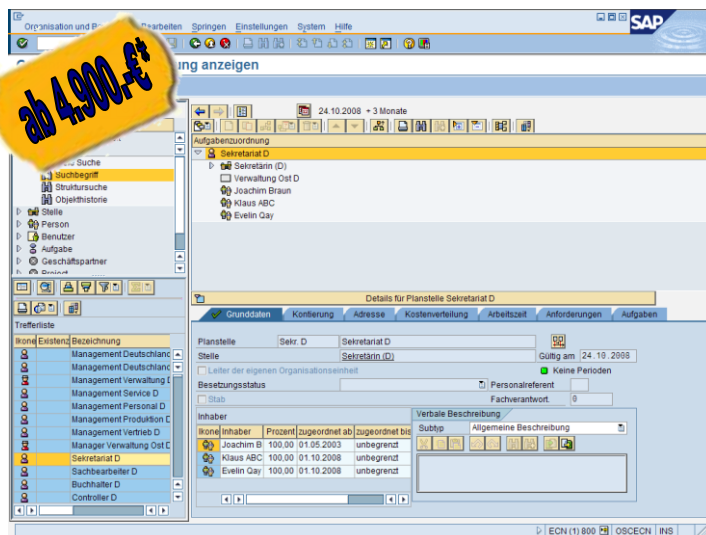 Bearbeiten Springen Einstellungen System Hilfe
SAP
ung anzeigen
ab 4.900.-€*
24.10.2008 + 3 Monate
Aufgabenzuordnung
Sekretariat D
Sekretärin (D)
Verwaltung Ost D
Joachim Braun
Klaus ABC
Evelin Qay
Suche
Suchbegriff
Struktursuche
Objekthistorie
Stelle
Person
Benutzer
Aufgabe
Geschäftspartner
Project
Details für Planstelle Sekretariat D
Grunddaten Kontierung Adresse Kostenverteilung Arbeitszeit Anforderungen Aufgaben
Trefferliste
Ikone Existenz Bezeichnung
Management Deutschland
Management Deutschland
Management Verwaltung D
Management Service D
Management Personal D
Management Produktion D
Management Vertrieb D
Manager Verwaltung Ost D
Sekretariat D
Sachbearbeiter D
Buchhalter D
Controller D
Planstelle Sekr. D Sekretariat D
Stelle Sekretärin (D) Gültig am 24.10.2008
Leiter der eigenen Organisationseinheit Keine Perioden
Besetzungsstatus Personalreferent
Stab Fachverantwort. 0
Inhaber
Ikone Inhaber Prozent zugeordnet ab zugeordnet bis
Joachim B 100,00 01.05.2003 unbegrenzt
Klaus ABC 100,00 01.10.2008 unbegrenzt
Evelin Qay 100,00 01.10.2008 unbegrenzt
Verbale Beschreibung
Subtyp Allgemeine Beschreibung
ECN (1) 800 OSCECN INS